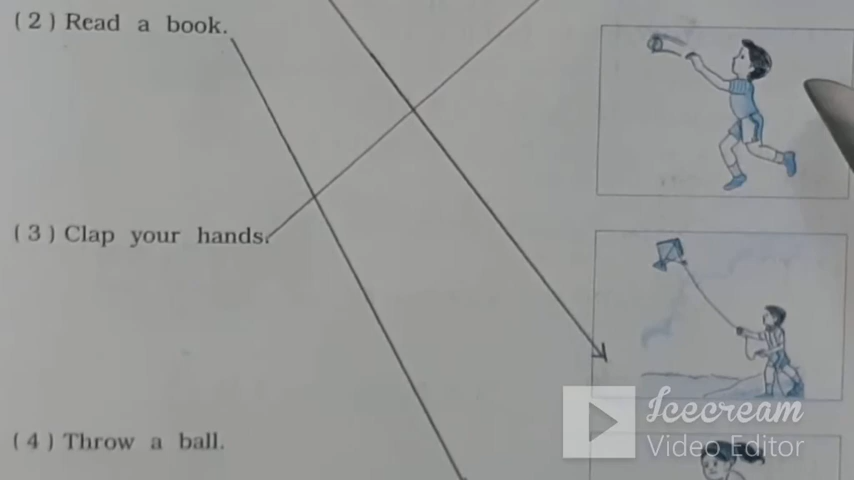 (2) Read a book.
(3) Clap your hands.
(4) Throw a ball.
Icecream
Video Editor